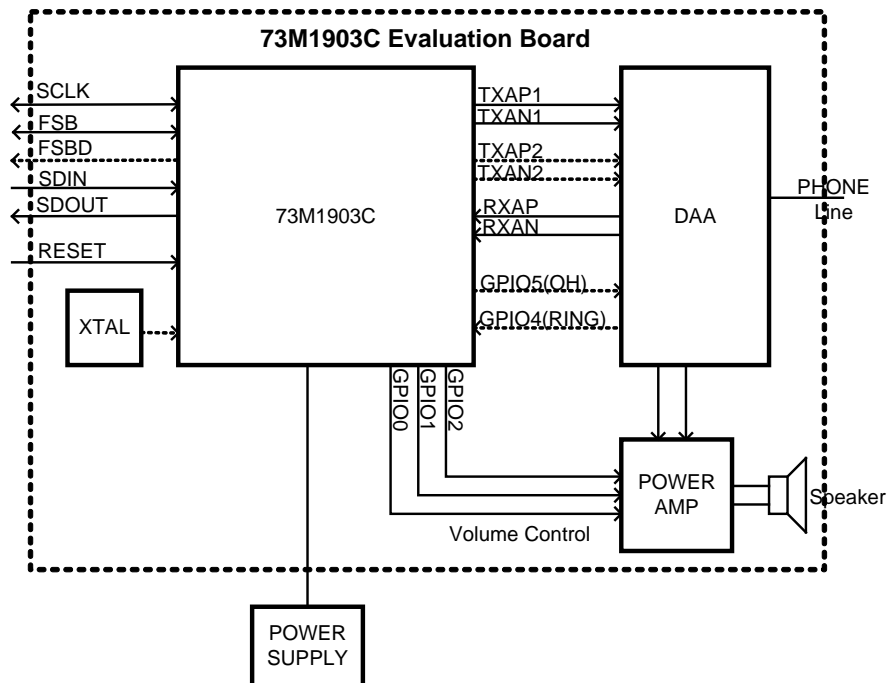 73M1903C Evaluation Board
SCLK
FSB
FSBD
SDIN
SDOUT
RESET
XTAL
73M1903C
TXAP1
TXAN1
TXAP2
TXAN2
RXAP
RXAN
GPIO5(OH)
GPIO4(RING)
DAA
PHONE
Line
GPIO0
GPIO1
GPIO2
Volume Control
POWER
AMP
Speaker
POWER
SUPPLY